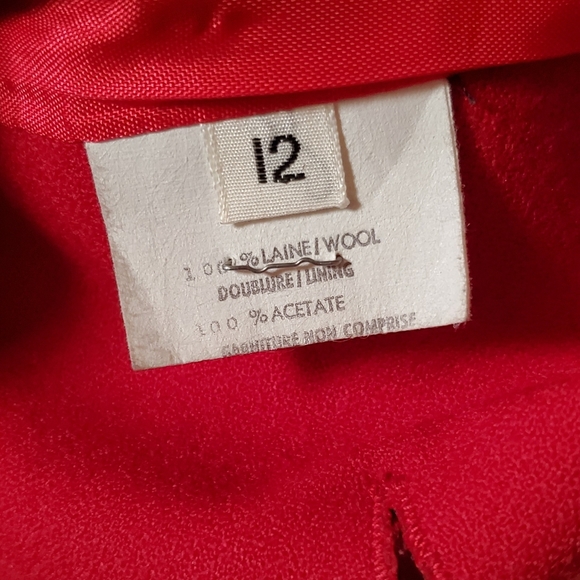 12
100 % LAINE/WOOL
DOUBLURE/LINING
100 % ACETATE
GARNITURE NON COMPRISE